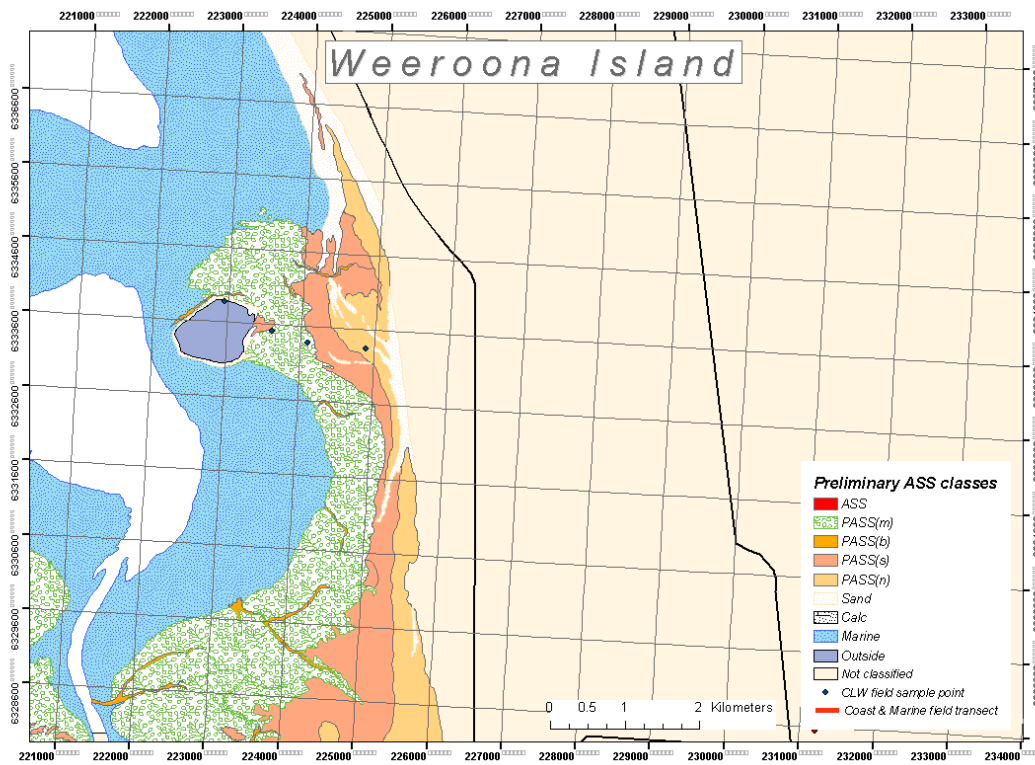 221000 222000 223000 224000 225000 226000 227000 228000 229000 230000 231000 232000 233000
Weeroona Island
6336600
6335600
6334600
6333600
6332600
6331600
6330600
6329600
6328600
Preliminary ASS classes
ASS
PASS(m)
PASS(b)
PASS(s)
PASS(n)
Sand
Calc
Marine
Outside
Not classified
CLW field sample point
Coast & Marine field transect
0 0.5 1 2 Kilometers
221000 222000 223000 224000 225000 226000 227000 228000 229000 230000 231000 232000 233000 234000